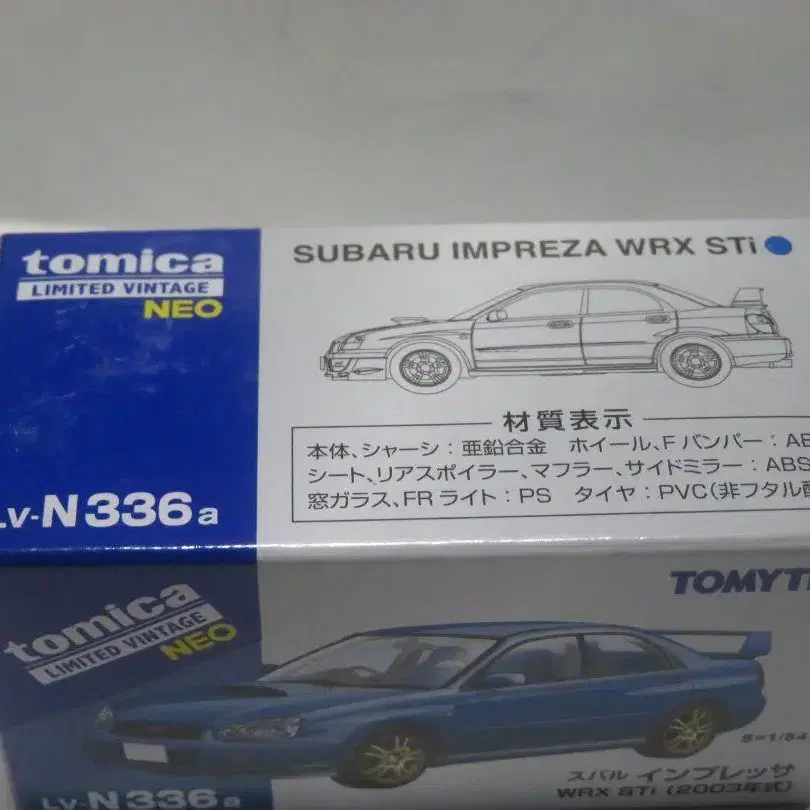 tomica
LIMITED VINTAGE
NEO
LV-N336a
SUBARU IMPREZA WRX STi
材質表示
本体、シャーシ：亜鉛合金 ホイール、Fバンパー：AB
シート、リアスポイラー、マフラー、サイドミラー：ABS
窓ガラス、FRライト：PS タイヤ：PVC(非フタル酸
TOMYTE
tomica
LIMITED VINTAGE
NEO
S=1/64
スバル インプレッサ
WRX STi (2003年式)
LV-N336a